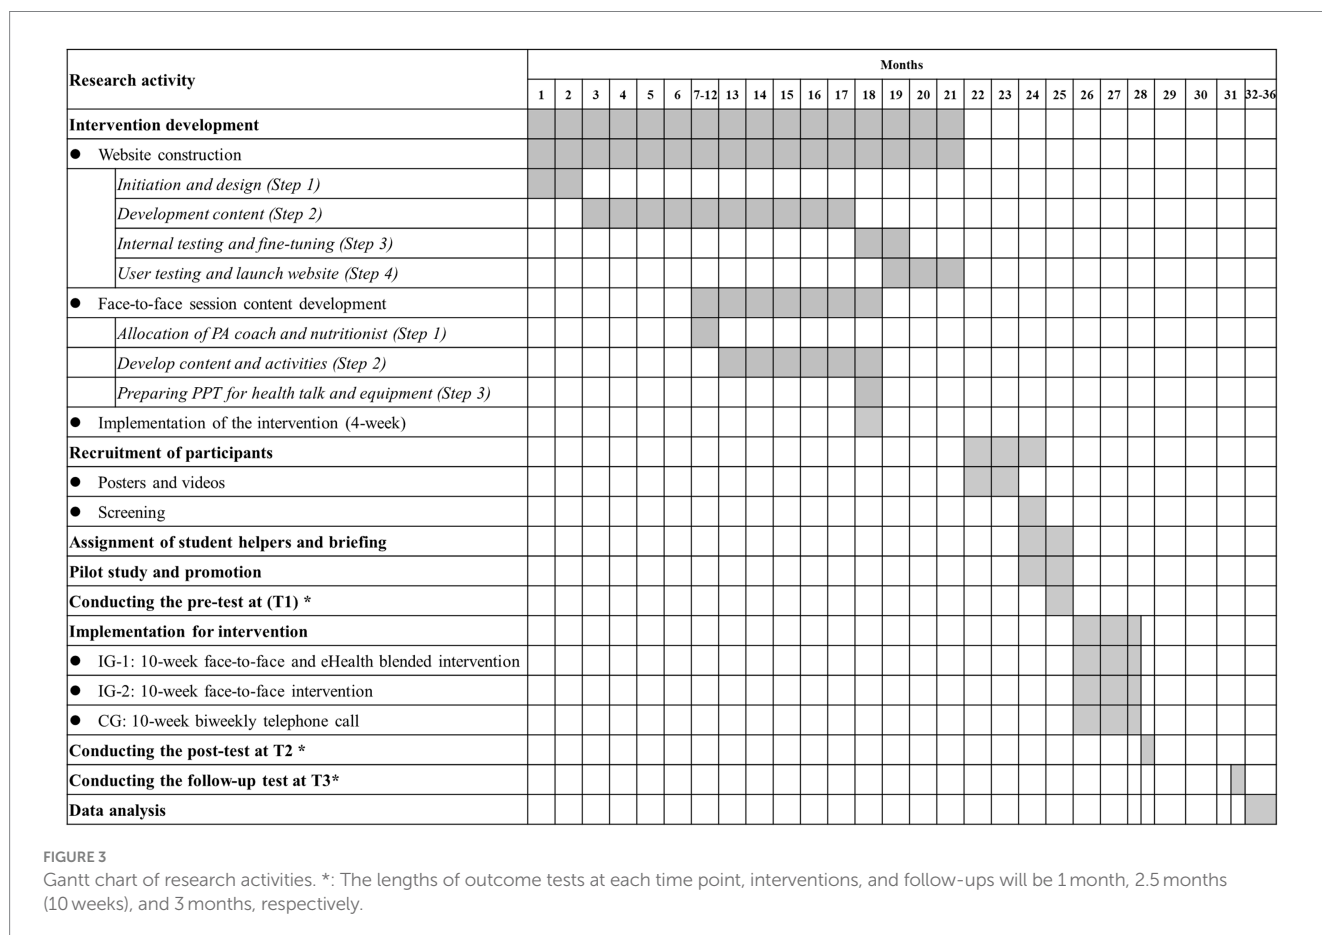 Research activity
Months
1 2 3 4 5 6 7-12 13 14 15 16 17 18 19 20 21 22 23 24 25 26 27 28 29 30 31 32-36
Intervention development
● Website construction
Initiation and design (Step 1)
Development content (Step 2)
Internal testing and fine-tuning (Step 3)
User testing and launch website (Step 4)
● Face-to-face session content development
Allocation of PA coach and nutritionist (Step 1)
Develop content and activities (Step 2)
Preparing PPT for health talk and equipment (Step 3)
● Implementation of the intervention (4-week)
Recruitment of participants
● Posters and videos
● Screening
Assignment of student helpers and briefing
Pilot study and promotion
Conducting the pre-test at (T1) *
Implementation for intervention
● IG-1: 10-week face-to-face and eHealth blended intervention
● IG-2: 10-week face-to-face intervention
● CG: 10-week biweekly telephone call
Conducting the post-test at T2 *
Conducting the follow-up test at T3*
Data analysis
FIGURE 3
Gantt chart of research activities. *: The lengths of outcome tests at each time point, interventions, and follow-ups will be 1 month, 2.5 months
(10 weeks), and 3 months, respectively.